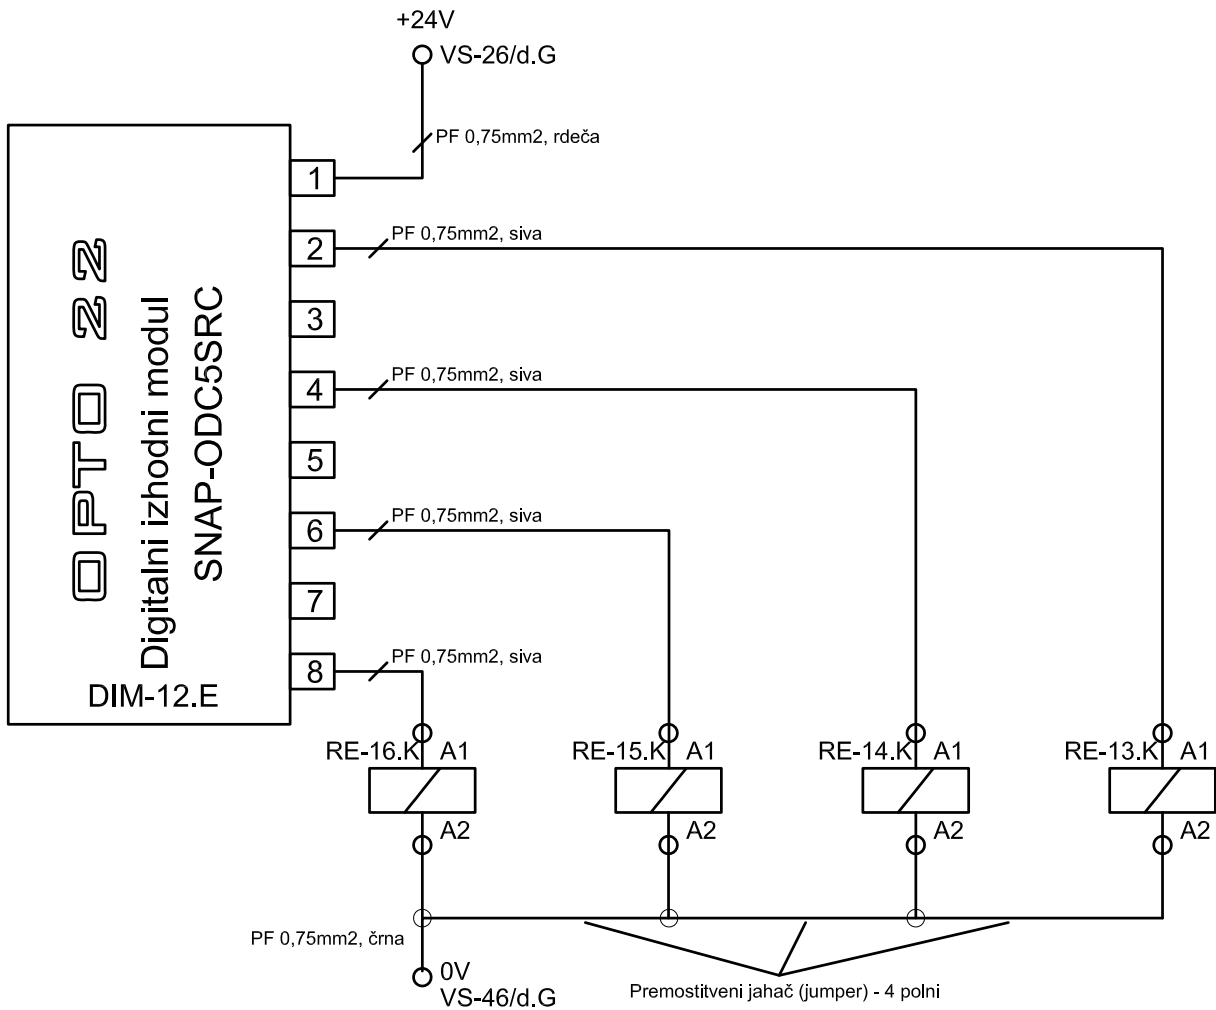 +24V
VS-26/d.G
PF 0,75mm2, rdeča
1
PF 0,75mm2, siva
2
3
PF 0,75mm2, siva
4
5
PF 0,75mm2, siva
6
7
PF 0,75mm2, siva
8
OPTO 22
Digitalni izhodni modul
SNAP-ODC5SRC
DIM-12.E
RE-16.K A1
RE-15.K A1
RE-14.K A1
RE-13.K A1
A2
A2
A2
A2
PF 0,75mm2, črna
0V
VS-46/d.G
Premostitveni jahač (jumper) - 4 polni